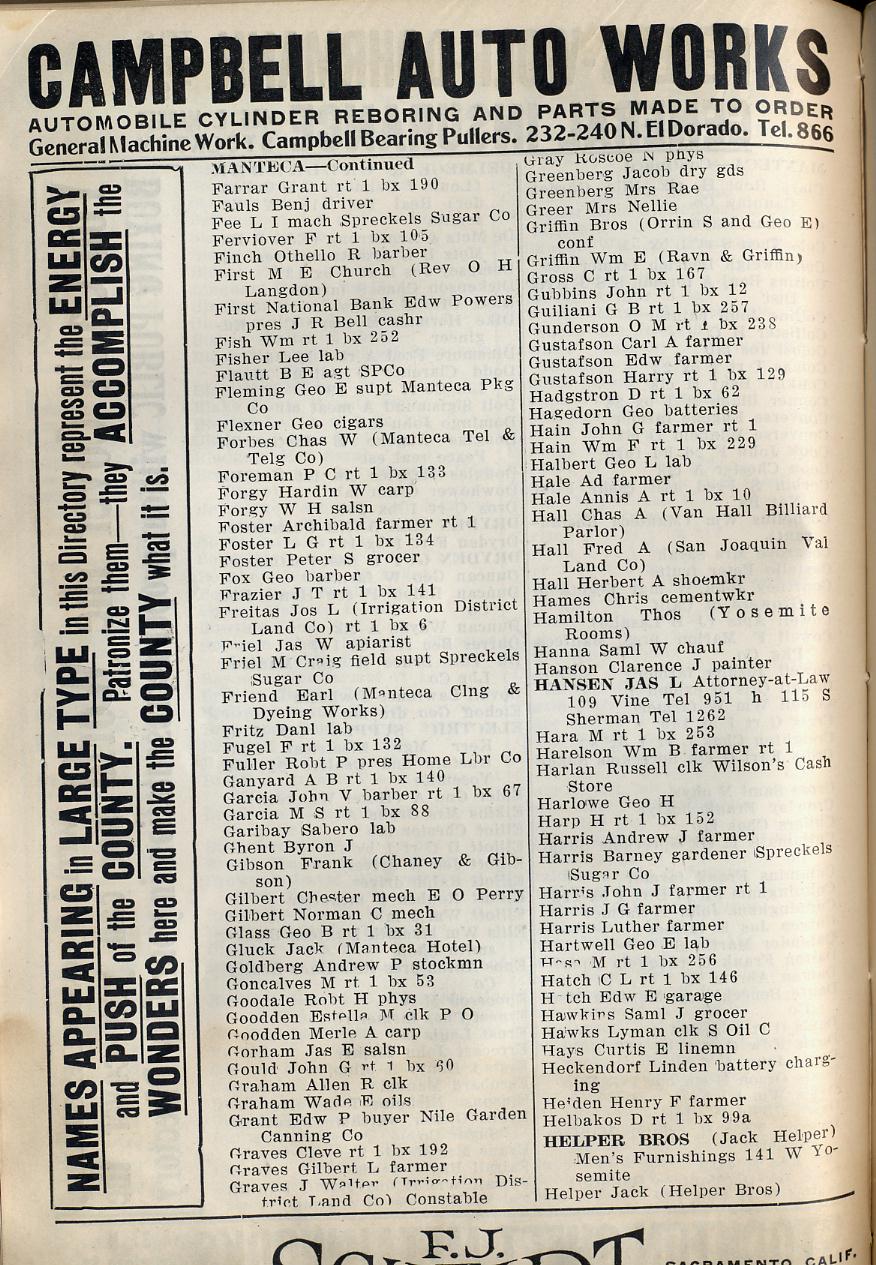 CAMPBELL AUTO WORKS
AUTOMOBILE CYLINDER REBORING AND PARTS MADE TO ORDER
General Machine Work. Campbell Bearing Pullers. 232-240 N. El Dorado. Tel. 866
NAMES APPEARING in LARGE TYPE in this Directory represent the ENERGY
and PUSH of the COUNTY. Patronize them—they ACCOMPLISH the
WONDERS here and make the COUNTY what it is.
MANTECA—Continued
Farrar Grant rt 1 bx 190
Fauls Benj driver
Fee L I mach Spreckels Sugar Co
Ferviover F rt 1 bx 105
Finch Othello R barber
First M E Church (Rev O H
Langdon)
First National Bank Edw Powers
pres J R Bell cashr
Fish Wm rt 1 bx 252
Fisher Lee lab
Flautt B E agt SPCo
Fleming Geo E supt Manteca Pkg
Co
Flexner Geo cigars
Forbes Chas W (Manteca Tel &
Telg Co)
Foreman P C rt 1 bx 133
Forgy Hardin W carp
Forgy W H salsn
Foster Archibald farmer rt 1
Foster L G rt 1 bx 134
Foster Peter S grocer
Fox Geo barber
Frazier J T rt 1 bx 141
Freitas Jos L (Irrigation District
Land Co) rt 1 bx 6
Friel Jas W apiarist
Friel M Craig field supt Spreckels
Sugar Co
Friend Earl (Manteca Clng &
Dyeing Works)
Fritz Danl lab
Fugel F rt 1 bx 132
Fuller Robt P pres Home Lbr Co
Ganyard A B rt 1 bx 140
Garcia John V barber rt 1 bx 67
Garcia M S rt 1 bx 88
Garibay Sabero lab
Ghent Byron J
Gibson Frank (Chaney & Gib-
son)
Gilbert Chester mech E O Perry
Gilbert Norman C mech
Glass Geo B rt 1 bx 31
Gluck Jack (Manteca Hotel)
Goldberg Andrew P stockmn
Goncalves M rt 1 bx 53
Goodale Robt H phys
Goodden Estella M clk P O
Goodden Merle A carp
Gorham Jas E salsn
Gould John G rt 1 bx 60
Graham Allen R clk
Graham Wade E oils
Grant Edw P buyer Nile Garden
Canning Co
Graves Cleve rt 1 bx 192
Graves Gilbert L farmer
Graves J Walter (Irrigation Dis-
trict Land Co) Constable
Gray Roscoe N phys
Greenberg Jacob dry gds
Greenberg Mrs Rae
Greer Mrs Nellie
Griffin Bros (Orrin S and Geo E)
conf
Griffin Wm E (Ravn & Griffin)
Gross C rt 1 bx 167
Gubbins John rt 1 bx 12
Guiliani G B rt 1 bx 257
Gunderson O M rt 1 bx 238
Gustafson Carl A farmer
Gustafson Edw farmer
Gustafson Harry rt 1 bx 129
Hadgstron D rt 1 bx 62
Hagedorn Geo batteries
Hain John G farmer rt 1
Hain Wm F rt 1 bx 229
Halbert Geo L lab
Hale Ad farmer
Hale Annis A rt 1 bx 10
Hall Chas A (Van Hall Billiard
Parlor)
Hall Fred A (San Joaquin Val
Land Co)
Hall Herbert A shoemkr
Hames Chris cementwkr
Hamilton Thos (Yosemite
Rooms)
Hanna Saml W chauf
Hanson Clarence J painter
HANSEN JAS L Attorney-at-Law
109 Vine Tel 951 h 115 S
Sherman Tel 1262
Hara M rt 1 bx 253
Harelson Wm B farmer rt 1
Harlan Russell clk Wilson's Cash
Store
Harlowe Geo H
Harp H rt 1 bx 152
Harris Andrew J farmer
Harris Barney gardener Spreckels
Sugar Co
Harris John J farmer rt 1
Harris J G farmer
Harris Luther farmer
Hartwell Geo E lab
M rt 1 bx 256
Hatch C L rt 1 bx 146
Hatch Edw E garage
Hawkins Saml J grocer
Hawks Lyman clk S Oil C
Hays Curtis E linemn
Heckendorf Linden battery charg-
ing
Heiden Henry F farmer
Helbakos D rt 1 bx 99a
HELPER BROS (Jack Helper)
Men's Furnishings 141 W Yo-
semite
Helper Jack (Helper Bros)
F. J.
SACRAMENTO, CALIF.